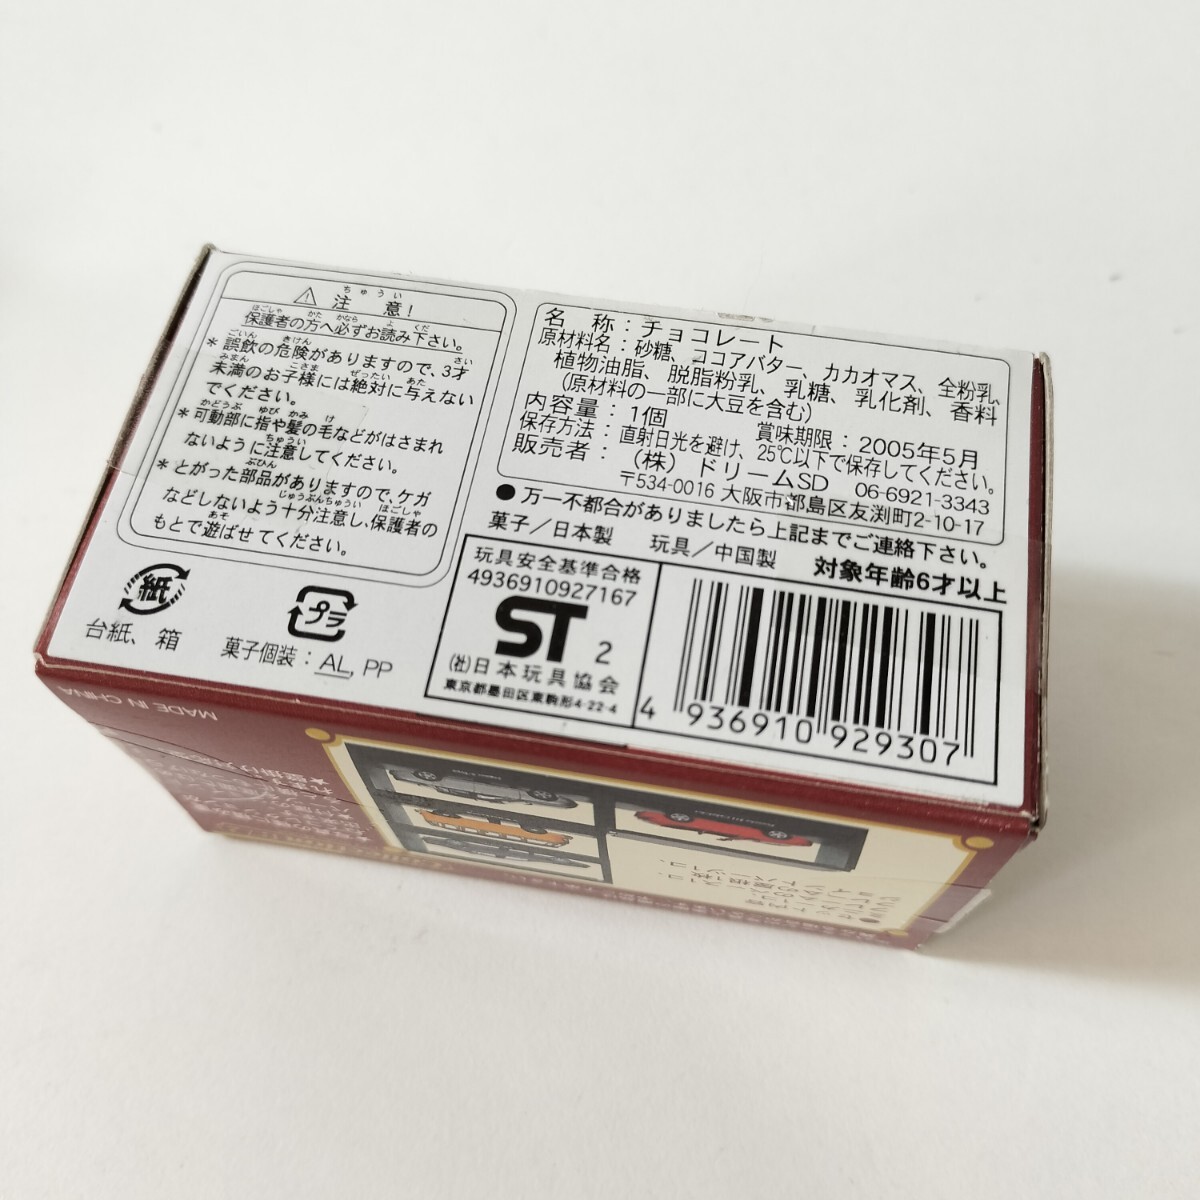 ⚠ 注意!
保護者の方へ必ずお読み下さい。
*誤飲の危険がありますので、3才
未満のお子様には絶対に与えない
でください。
*可動部に指や髪の毛などがはさまれ
ないように注意してください。
*とがった部品がありますので、ケガ
などしないよう十分注意し、保護者の
もとで遊ばせてください。
紙
台紙、箱
プラ
菓子個装：AL, PP
名 称：チョコレート
原材料名：砂糖、ココアバター、カカオマス、全粉乳、
植物油脂、脱脂粉乳、乳糖、乳化剤、香料
(原材料の一部に大豆を含む)
内容量：1個 賞味期限：2005年5月
保存方法：直射日光を避け、25℃以下で保存してください。
販売者：(株)ドリームSD 06-6921-3343
〒534-0016 大阪市都島区友渕町2-10-17
●万一不都合がありましたら上記までご連絡下さい。
菓子／日本製 玩具／中国製 対象年齢6才以上
玩具安全基準合格
4936910927167
ST 2
(社)日本玩具協会
東京都墨田区東駒形4-22-4
4 936910 929307
MADE IN CHINA